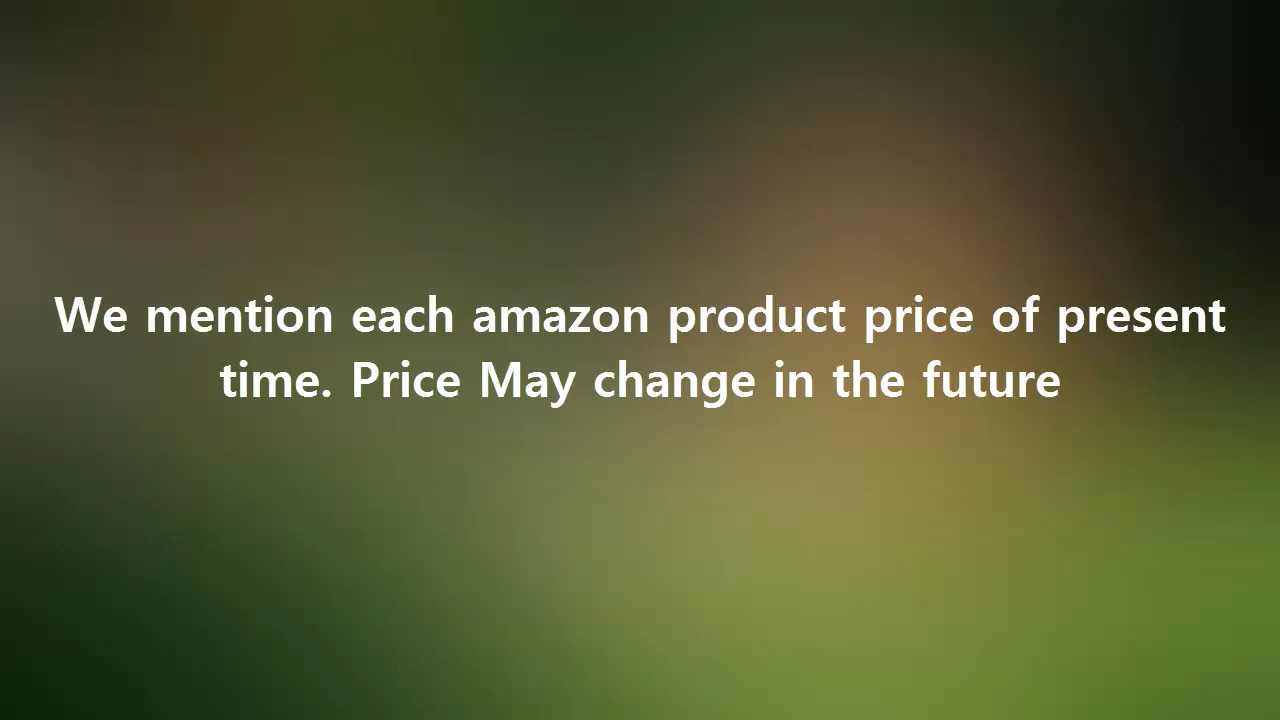 We mention each amazon product price of present
time. Price May change in the future